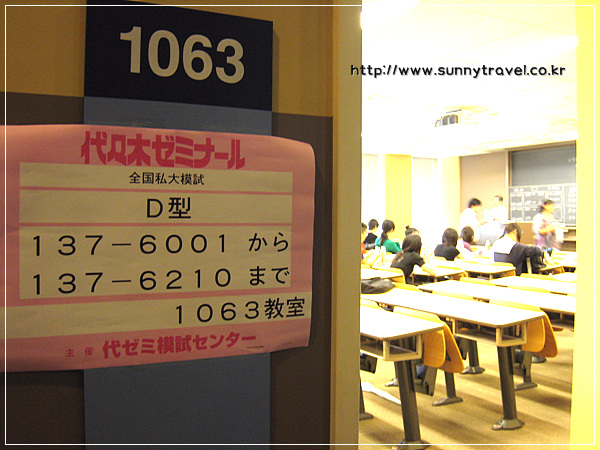 1063
http://www.sunnytravel.co.kr
代々木ゼミナール
全国私大模試
D型
137-6001 から
137-6210 まで
1063教室
主催 代ゼミ模試センター